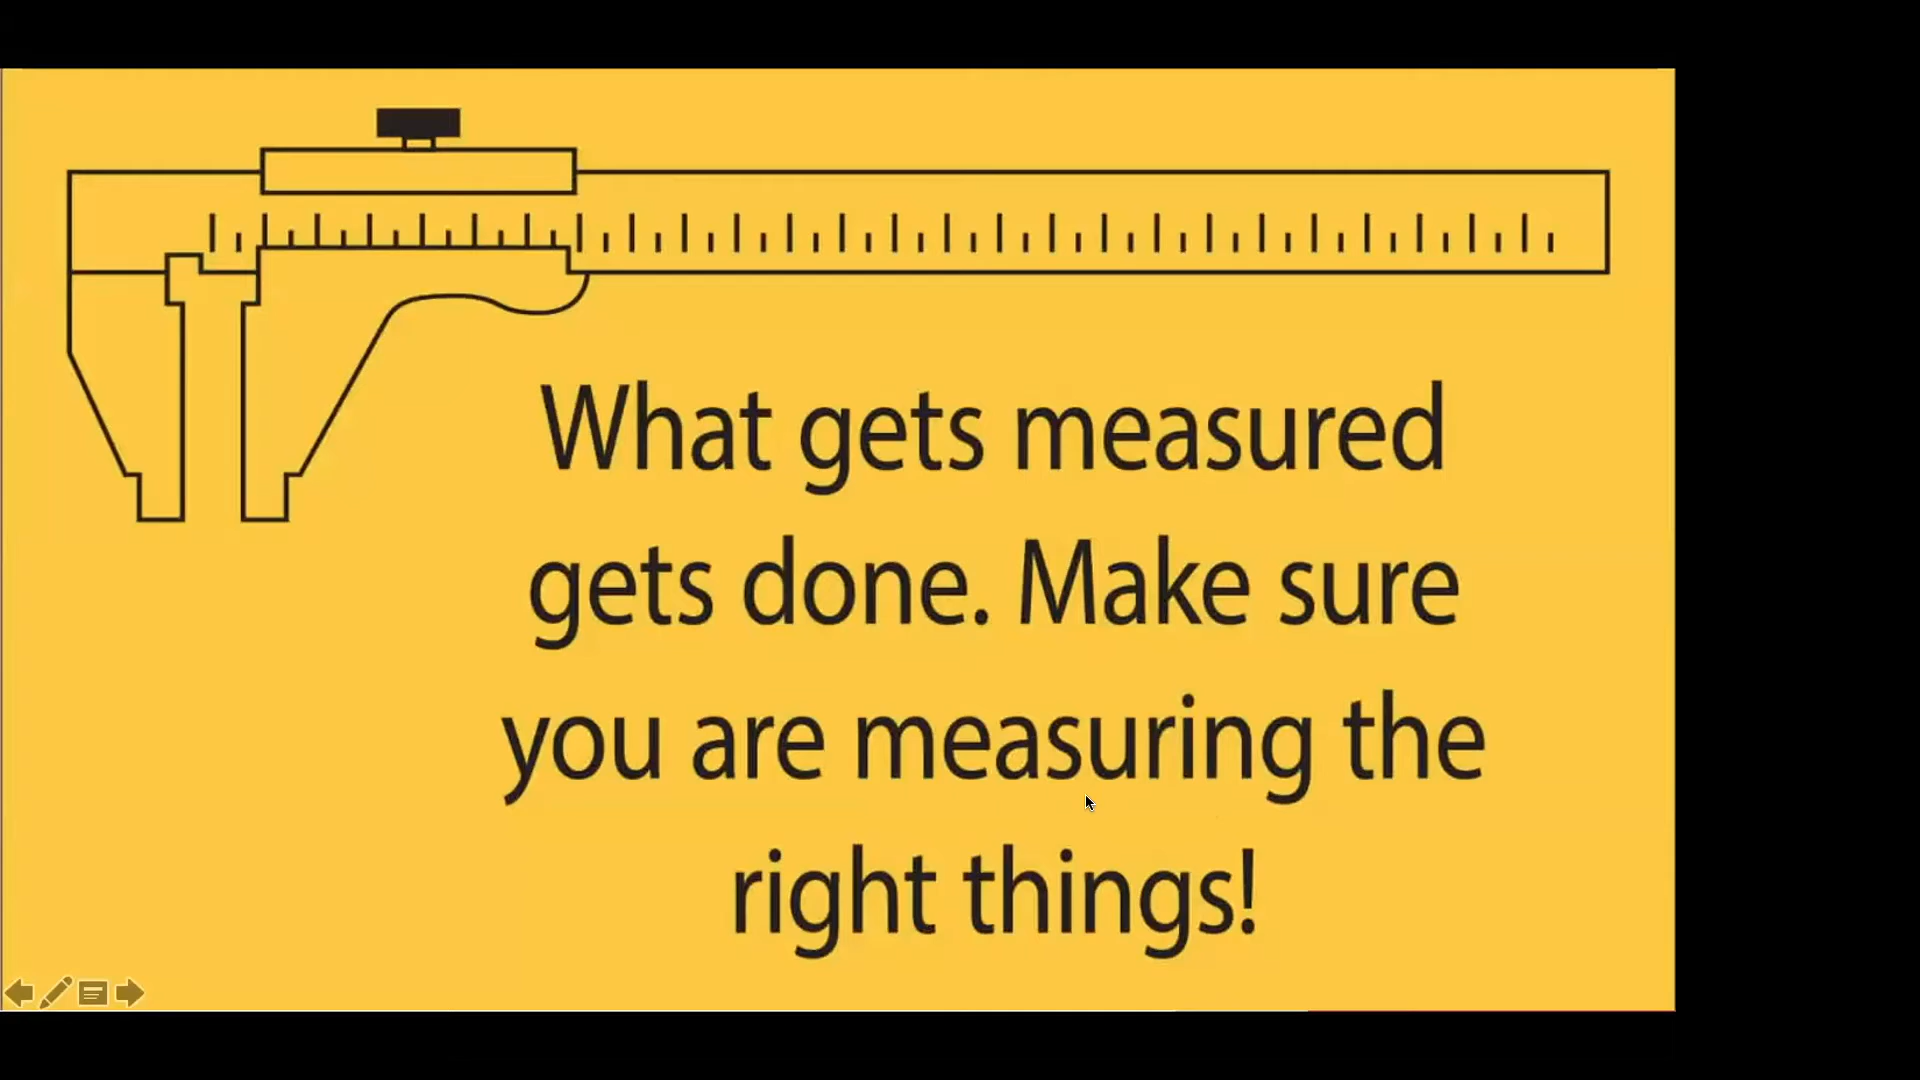 What gets measured
gets done. Make sure
you are measuring the
right things!